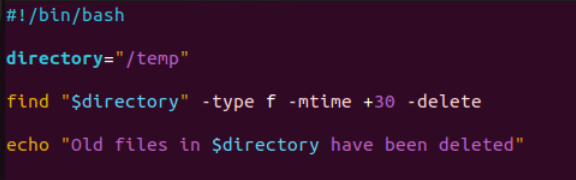 #!/bin/bash
directory="/temp"
find "$directory" -type f -mtime +30 -delete
echo "Old files in $directory have been deleted"